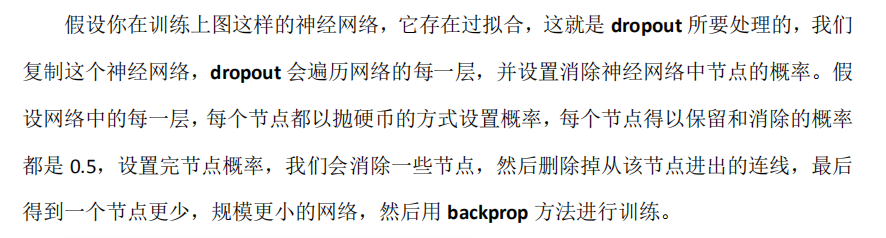 假设你在训练上图这样的神经网络，它存在过拟合，这就是 dropout 所要处理的，我们
复制这个神经网络，dropout 会遍历网络的每一层，并设置消除神经网络中节点的概率。假
设网络中的每一层，每个节点都以抛硬币的方式设置概率，每个节点得以保留和消除的概率
都是 0.5，设置完节点概率，我们会消除一些节点，然后删除掉从该节点进出的连线，最后
得到一个节点更少，规模更小的网络，然后用 backprop 方法进行训练。